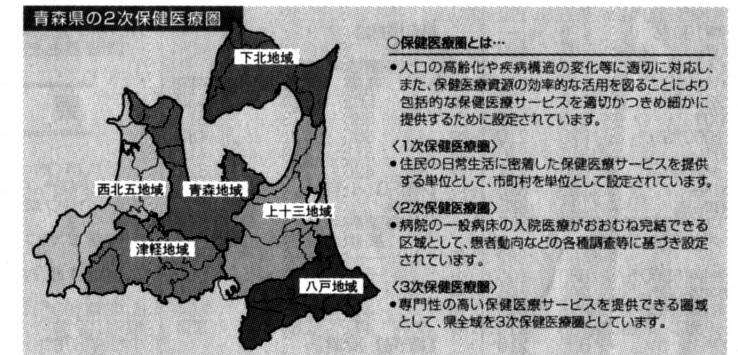 青森県の2次保健医療圏
下北地域
西北五地域
青森地域
上十三地域
津軽地域
八戸地域
○保健医療圏とは…
●人口の高齢化や疾病構造の変化等に適切に対応し、
また、保健医療資源の効率的な活用を図ることにより
包括的な保健医療サービスを適切かつきめ細かに
提供するために設定されています。
〈1次保健医療圏〉
●住民の日常生活に密着した保健医療サービスを提供
する単位として、市町村を単位として設定されています。
〈2次保健医療圏〉
●病院の一般病床の入院医療がおおむね完結できる
区域として、患者動向などの各種調査等に基づき設定
されています。
〈3次保健医療圏〉
●専門性の高い保健医療サービスを提供できる圏域
として、県全域を3次保健医療圏としています。